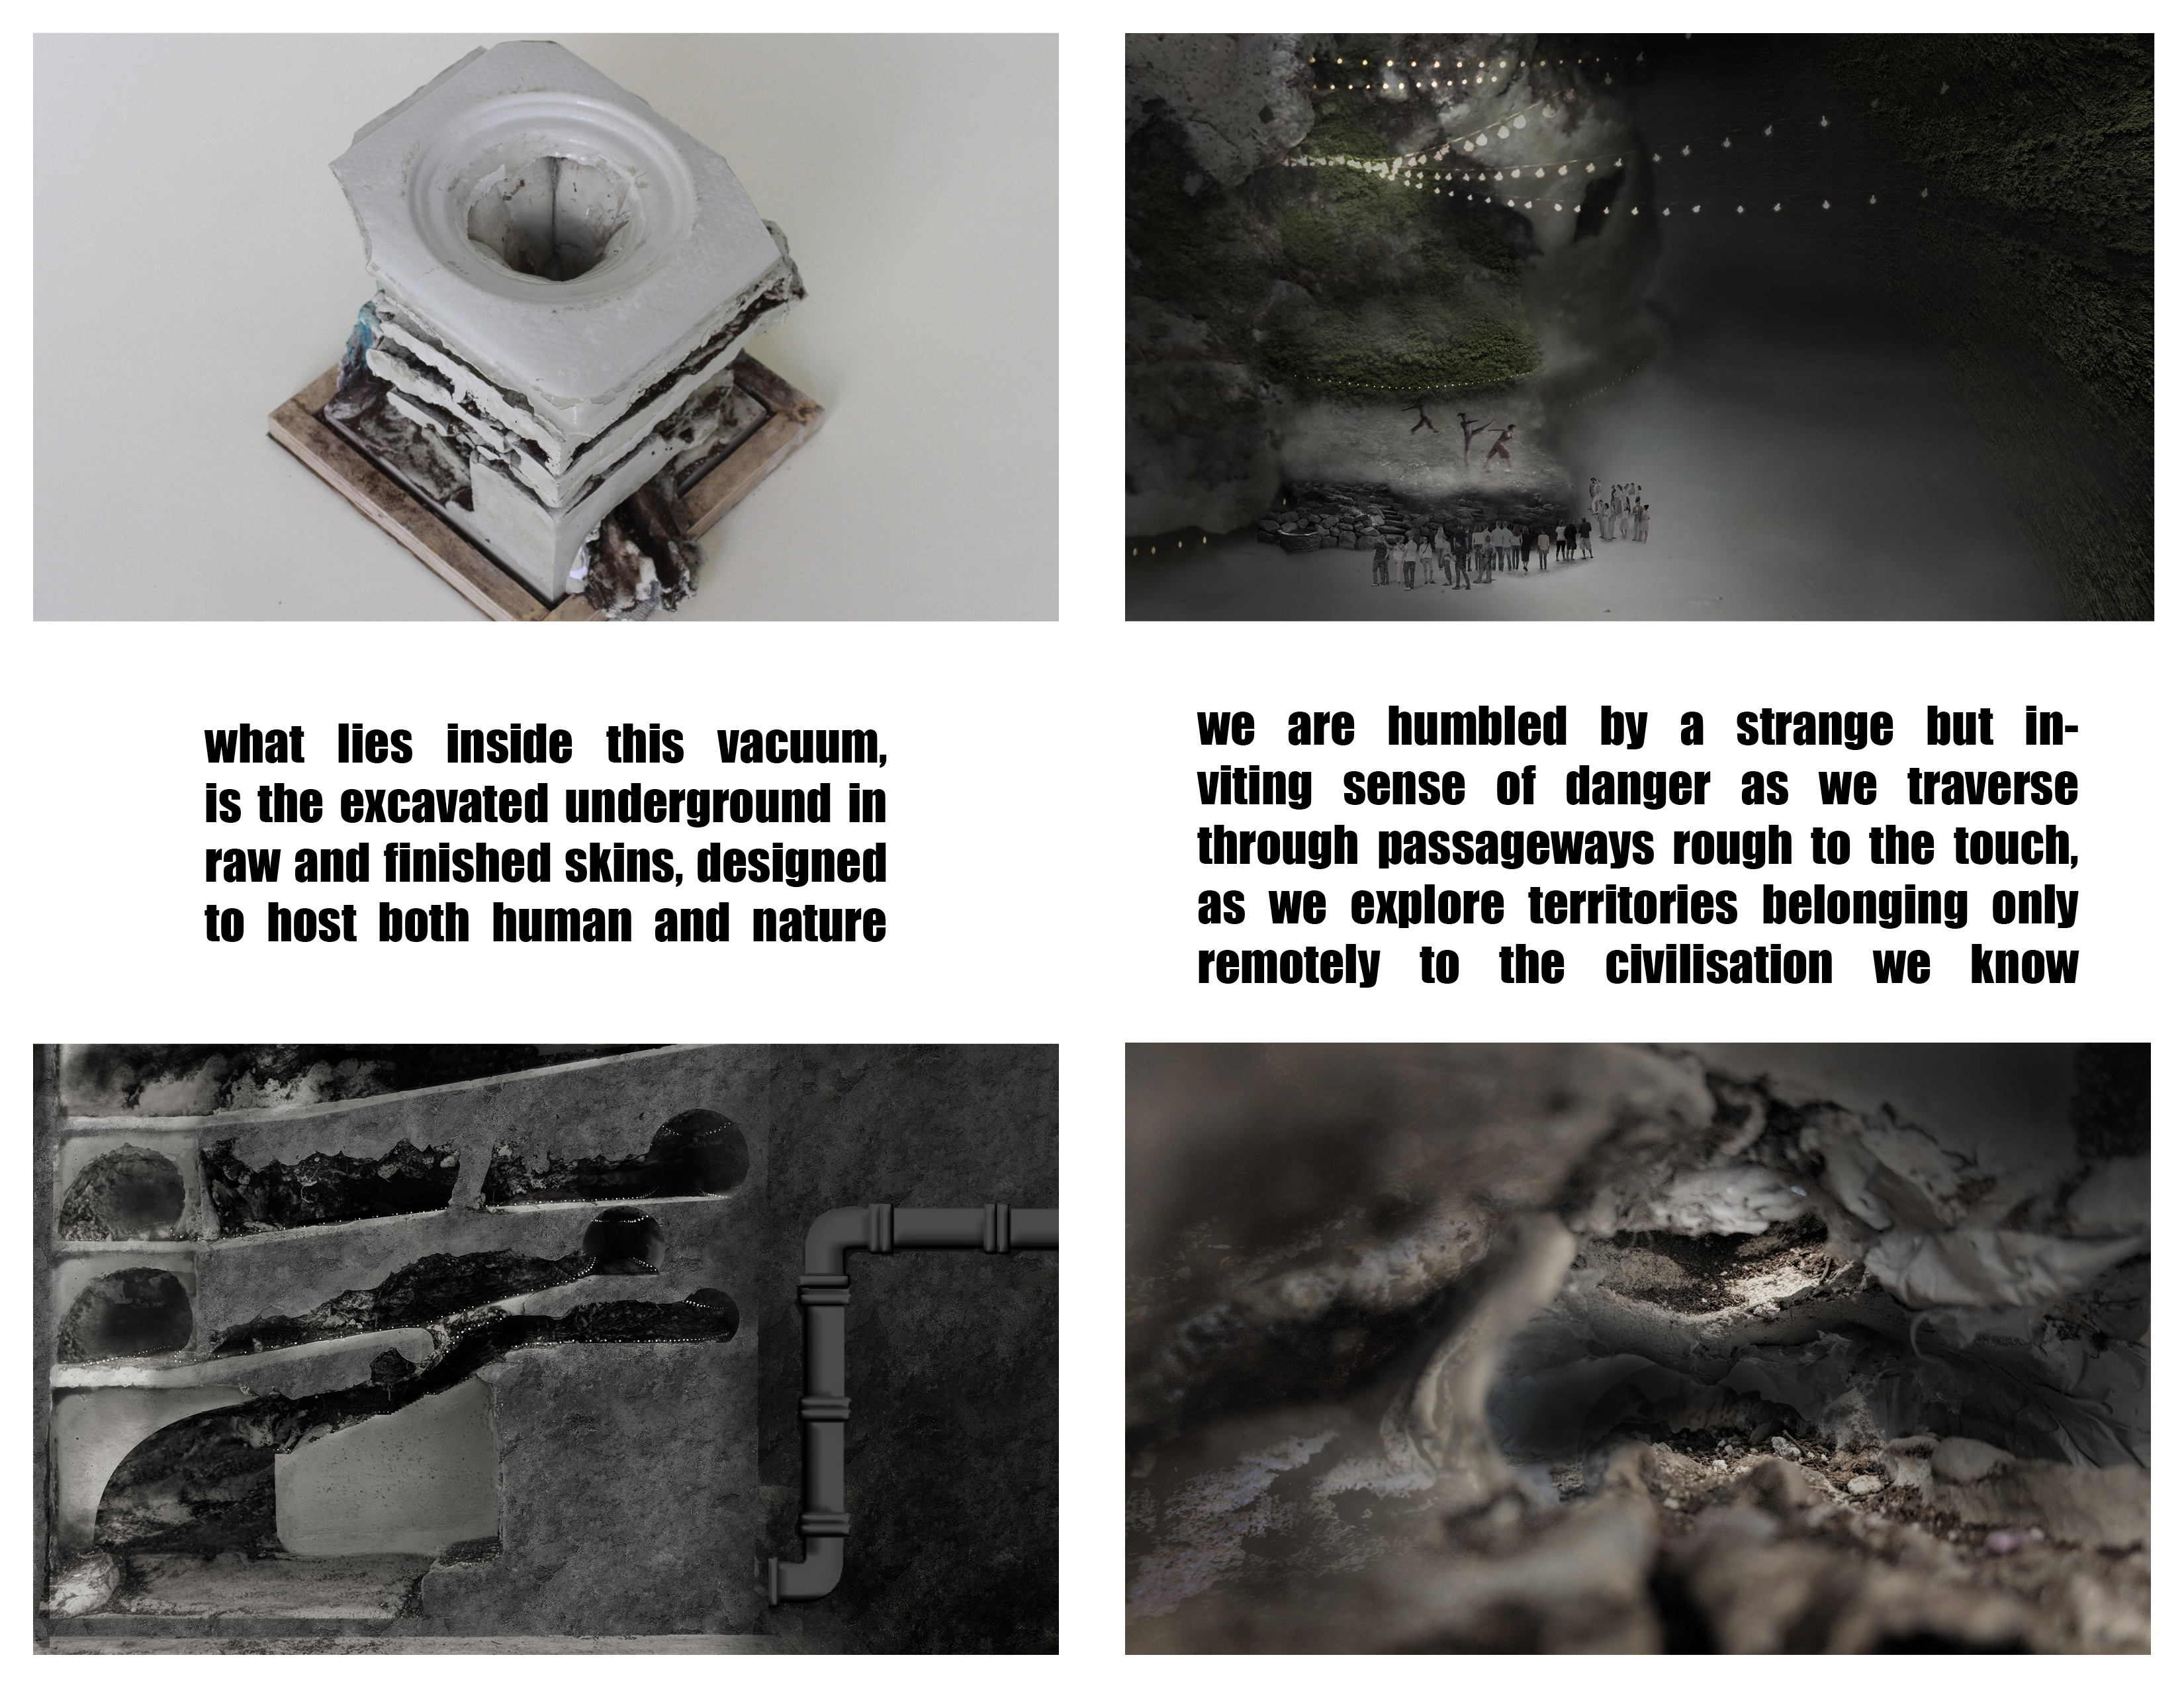 what lies inside this vacuum,
is the excavated underground in
raw and finished skins, designed
to host both human and nature
we are humbled by a strange but in-
viting sense of danger as we traverse
through passageways rough to the touch,
as we explore territories belonging only
remotely to the civilisation we know